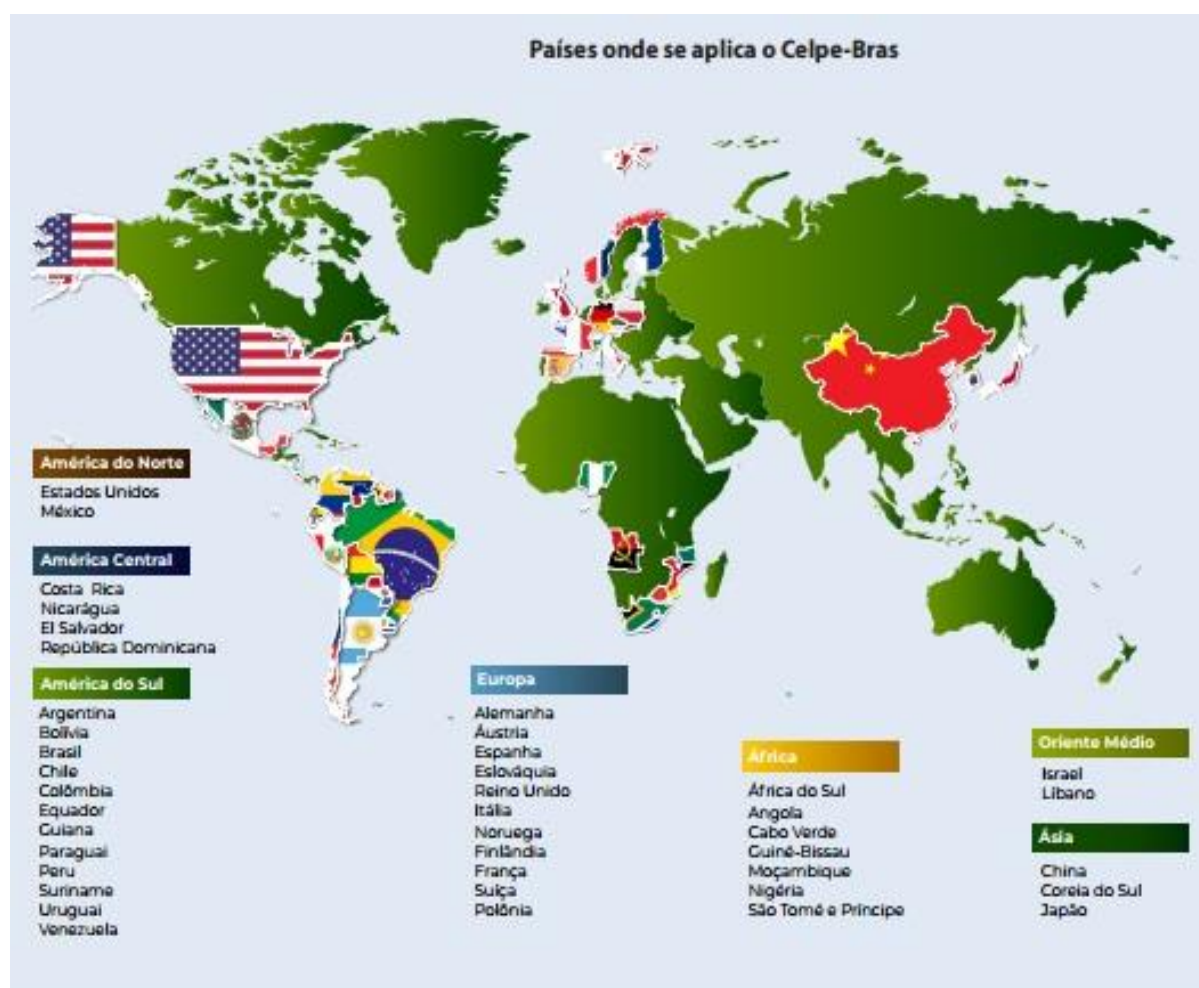 Países onde se aplica o Celpe-Bras
América do Norte
Estados Unidos
México
América Central
Costa Rica
Nicarágua
El Salvador
República Dominicana
América do Sul
Argentina
Bolívia
Brasil
Chile
Colômbia
Equador
Guiana
Paraguai
Peru
Suriname
Uruguai
Venezuela
Europa
Alemanha
Áustria
Espanha
Eslováquia
Reino Unido
Itália
Noruega
Finlândia
França
Suíça
Polônia
África
África do Sul
Angola
Cabo Verde
Guiné-Bissau
Moçambique
Nigéria
São Tomé e Príncipe
Oriente Médio
Israel
Líbano
Ásia
China
Coreia do Sul
Japão